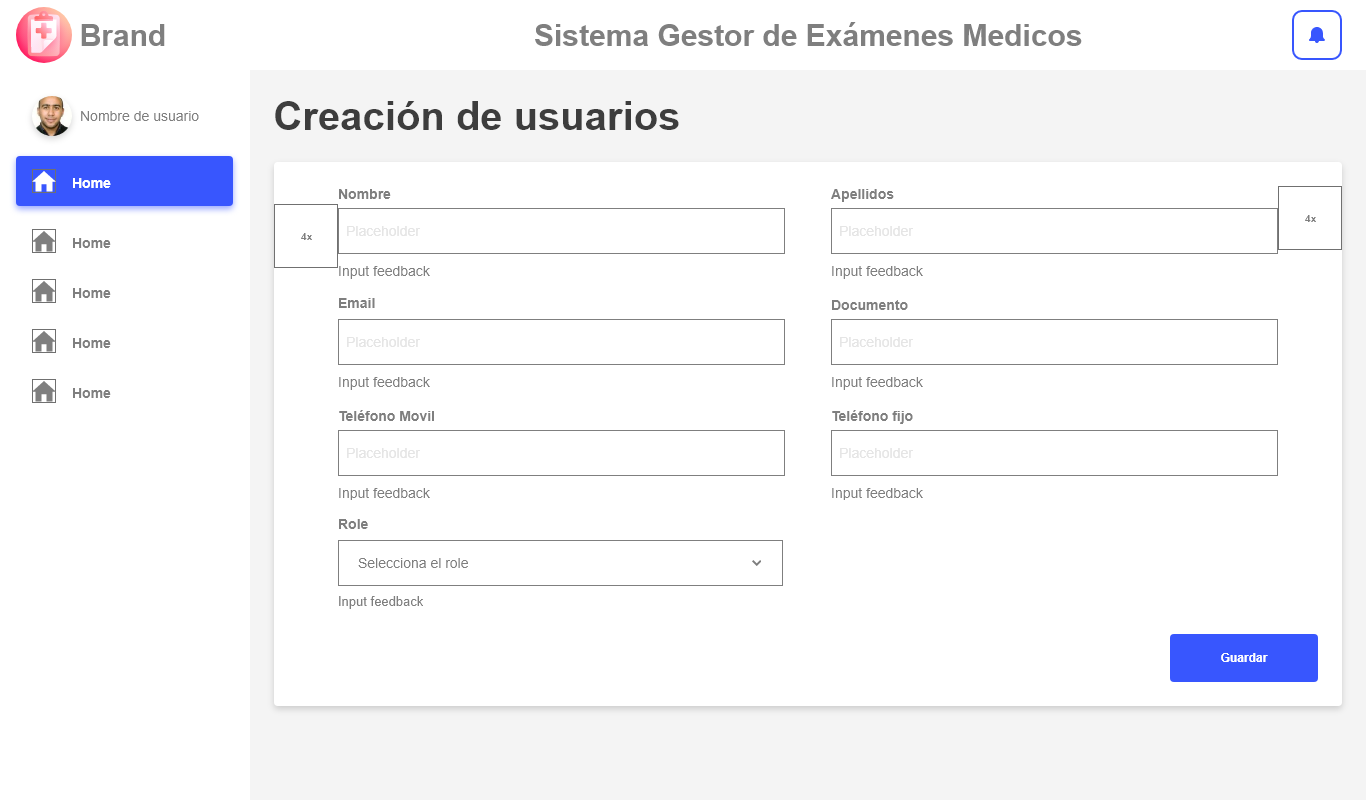 Brand
Sistema Gestor de Exámenes Medicos
Nombre de usuario
Home
Home
Home
Home
Home
Creación de usuarios
Nombre
Apellidos
4x
Placeholder
Placeholder
4x
Input feedback
Input feedback
Email
Documento
Placeholder
Placeholder
Input feedback
Input feedback
Teléfono Movil
Teléfono fijo
Placeholder
Placeholder
Input feedback
Input feedback
Role
Selecciona el role
Input feedback
Guardar